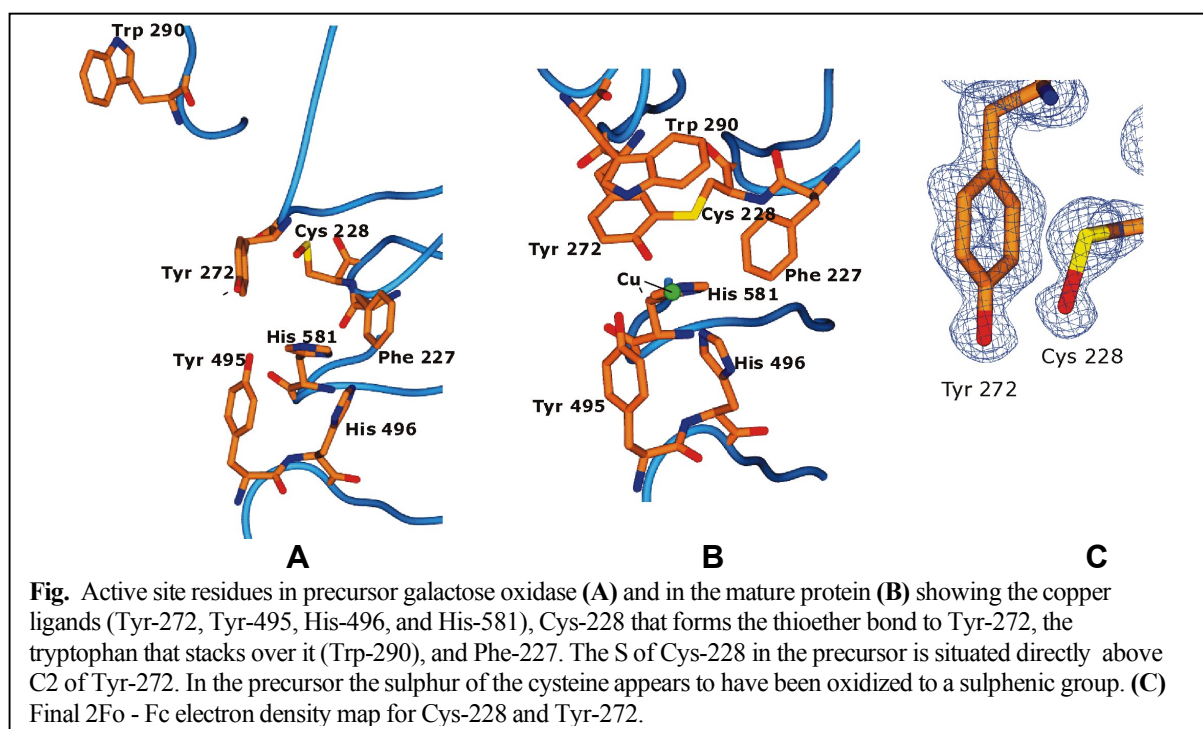 Trp 290
Cys 228
Tyr 272
His 581
Tyr 495
Phe 227
His 496
A
Trp 290
Cys 228
Tyr 272
Phe 227
Cu
His 581
His 496
Tyr 495
B
Cys 228
Tyr 272
C
Fig. Active site residues in precursor galactose oxidase (A) and in the mature protein (B) showing the copper
ligands (Tyr-272, Tyr-495, His-496, and His-581), Cys-228 that forms the thioether bond to Tyr-272, the
tryptophan that stacks over it (Trp-290), and Phe-227. The S of Cys-228 in the precursor is situated directly above
C2 of Tyr-272. In the precursor the sulphur of the cysteine appears to have been oxidized to a sulphenic group. (C)
Final 2Fo - Fc electron density map for Cys-228 and Tyr-272.